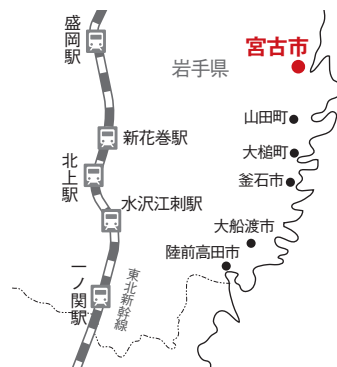 盛岡駅
宮古市
岩手県
山田町
新花巻駅
大槌町
北上駅
釜石市
水沢江刺駅
大船渡市
陸前高田市
一ノ関駅
東北新幹線